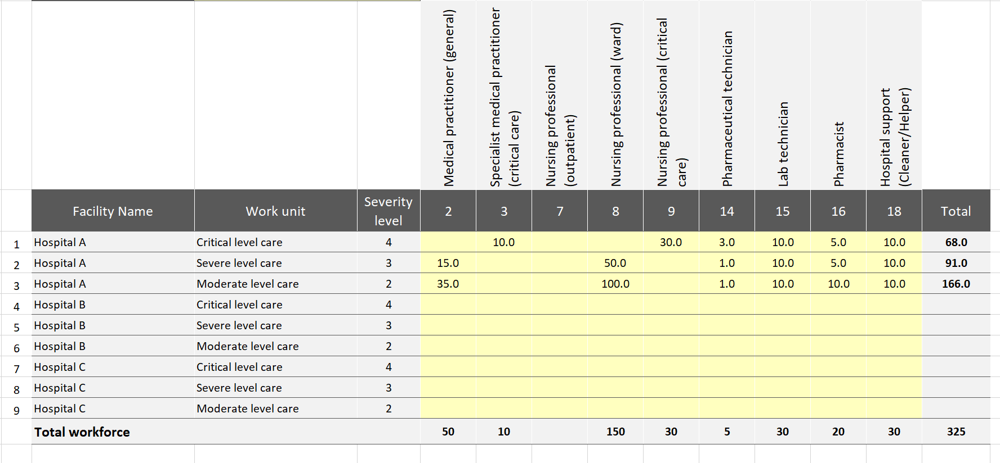 Medical practitioner (general)
Specialist medical practitioner
(critical care)
Nursing professional
(outpatient)
Nursing professional (ward)
Nursing professional (critical
care)
Pharmaceutical technician
Lab technician
Pharmacist
Hospital support
(Cleaner/Helper)
Facility Name Work unit Severity level 2 3 7 8 9 14 15 16 18 Total
1 Hospital A Critical level care 4 10.0 30.0 3.0 10.0 5.0 10.0 68.0
2 Hospital A Severe level care 3 15.0 50.0 1.0 10.0 5.0 10.0 91.0
3 Hospital A Moderate level care 2 35.0 100.0 1.0 10.0 10.0 10.0 166.0
4 Hospital B Critical level care 4
5 Hospital B Severe level care 3
6 Hospital B Moderate level care 2
7 Hospital C Critical level care 4
8 Hospital C Severe level care 3
9 Hospital C Moderate level care 2
Total workforce 50 10 150 30 5 30 20 30 325